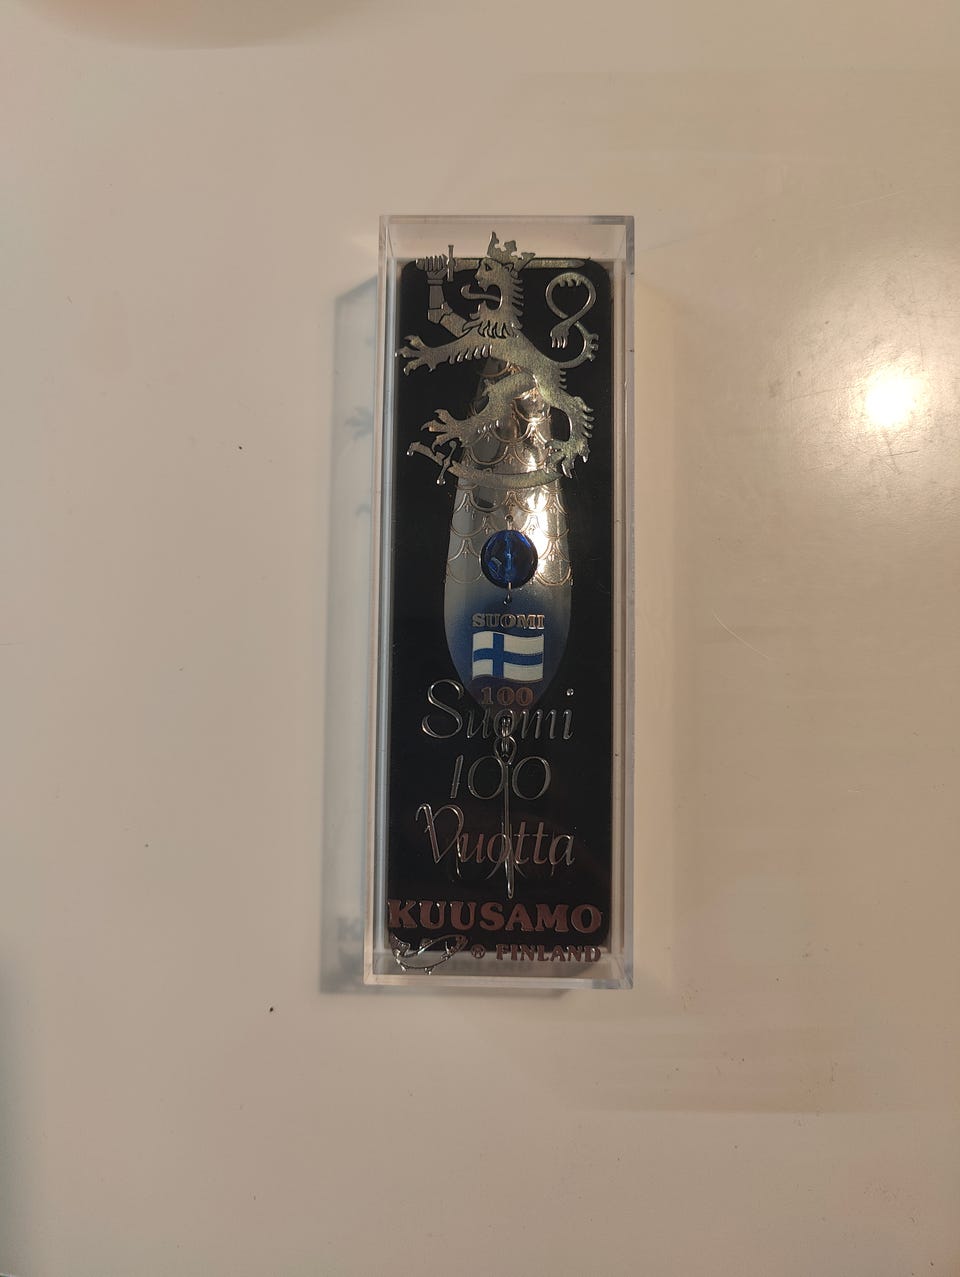 SUOMI
100
Suomi
100
Vuotta
KUUSAMO
® FINLAND